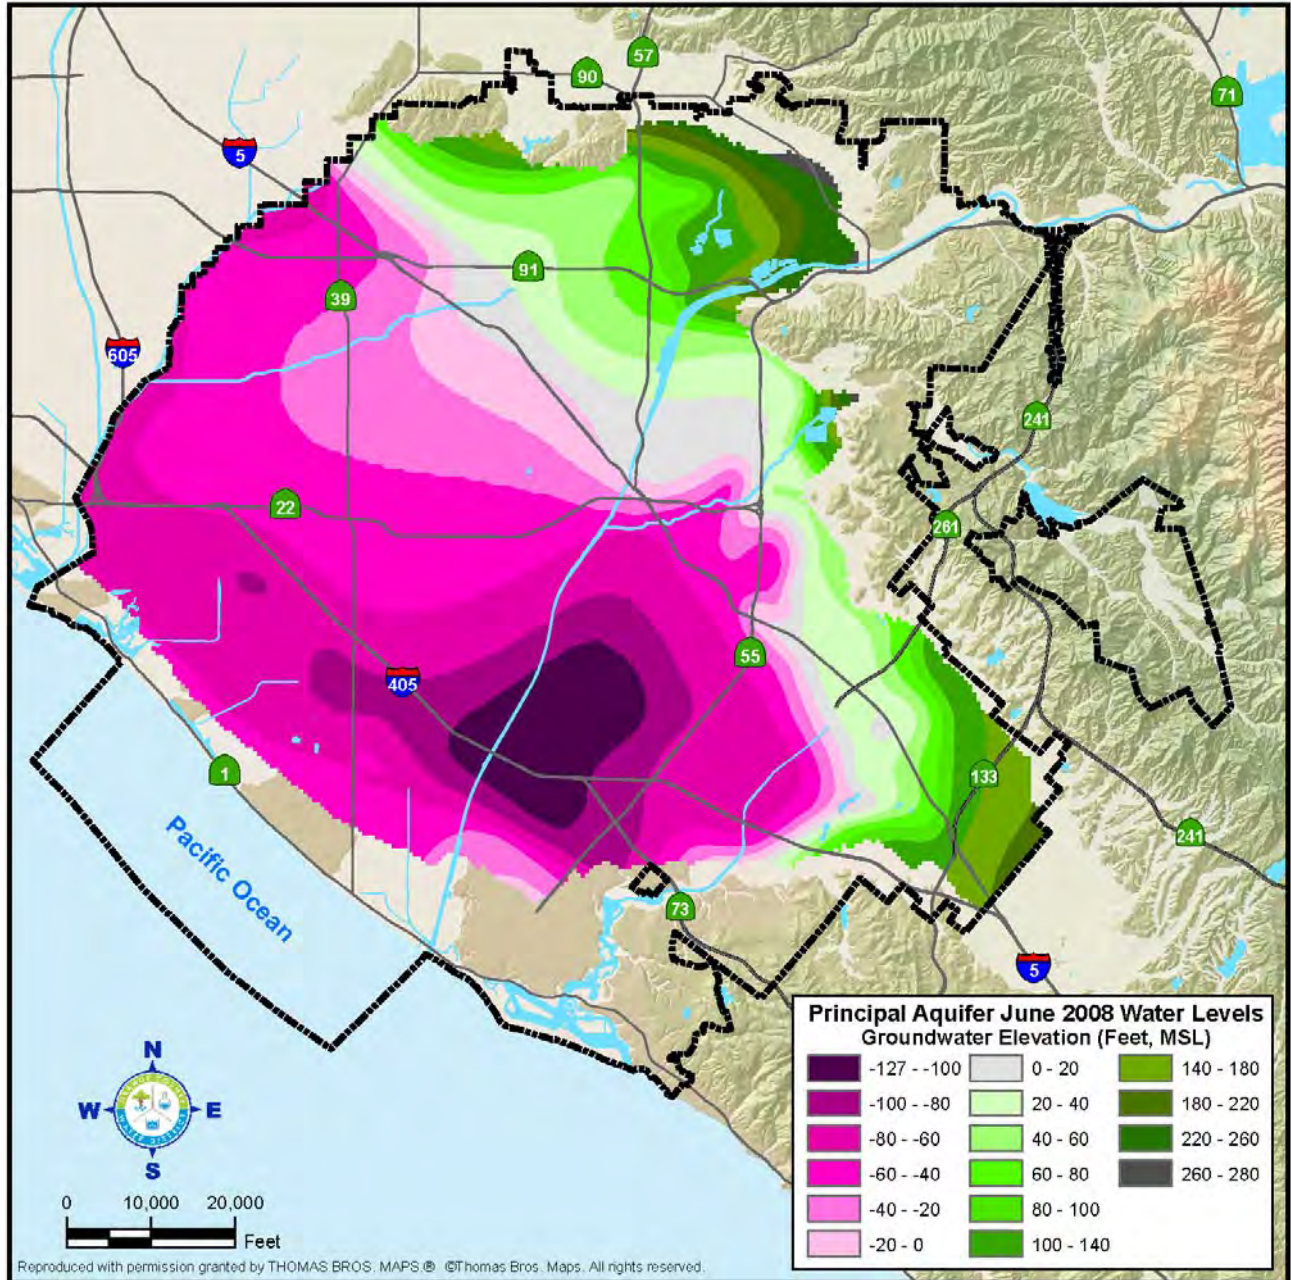 57
90
71
5
91
39
605
241
22
261
55
405
133
1
241
Pacific Ocean
73
5
Principal Aquifer June 2008 Water Levels
Groundwater Elevation (Feet, MSL)
-127 - -100
0 - 20
140 - 180
-100 - -80
20 - 40
180 - 220
-80 - -60
40 - 60
220 - 260
-60 - -40
60 - 80
260 - 280
-40 - -20
80 - 100
-20 - 0
100 - 140
N
W
E
S
ORANGE COUNTY
WATER DISTRICT
0 10,000 20,000
Feet
Reproduced with permission granted by THOMAS BROS. MAPS.® ©Thomas Bros. Maps. All rights reserved.